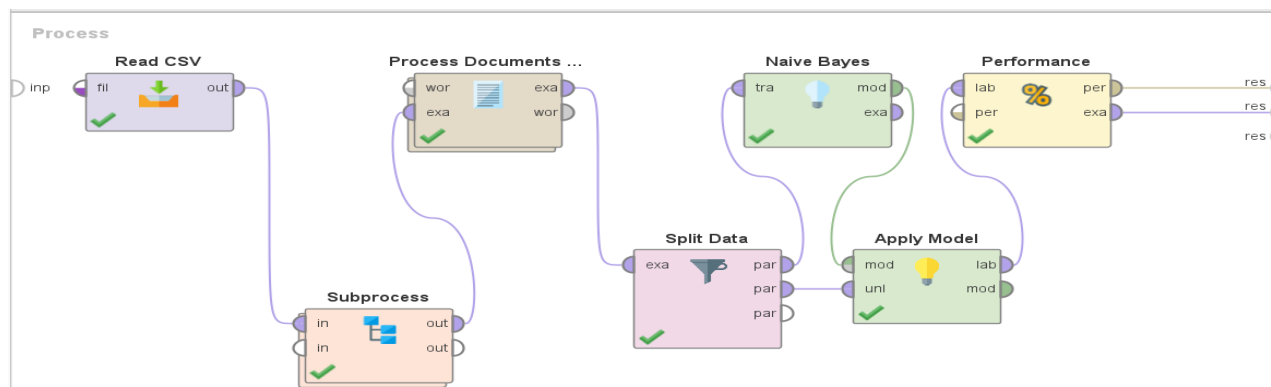 Process
Read CSV
inp
fil
out
Process Documents ...
wor
exa
exa
wor
Naive Bayes
tra
mod
exa
Performance
lab
per
per
exa
res
res
res
Split Data
exa
par
par
par
Apply Model
mod
lab
unl
mod
Subprocess
in
out
in
out